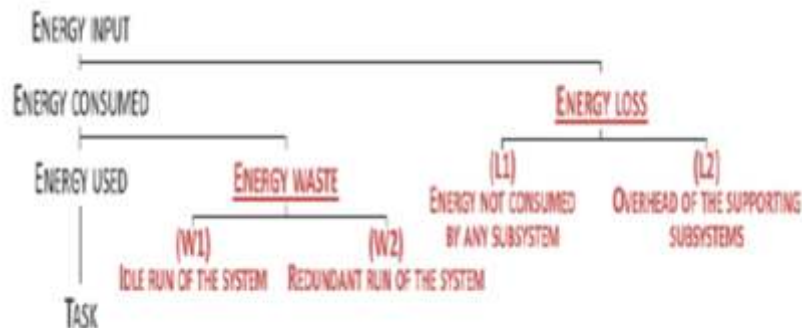 ENERGY INPUT
ENERGY CONSUMED
ENERGY LOSS
ENERGY USED
ENERGY WASTE
(L1)
ENERGY NOT CONSUMED
BY ANY SUBSYSTEM
(L2)
OVERHEAD OF THE SUPPORTING
SUBSYSTEMS
(W1)
IDLE RUN OF THE SYSTEM
(W2)
REDUNDANT RUN OF THE SYSTEM
TASK